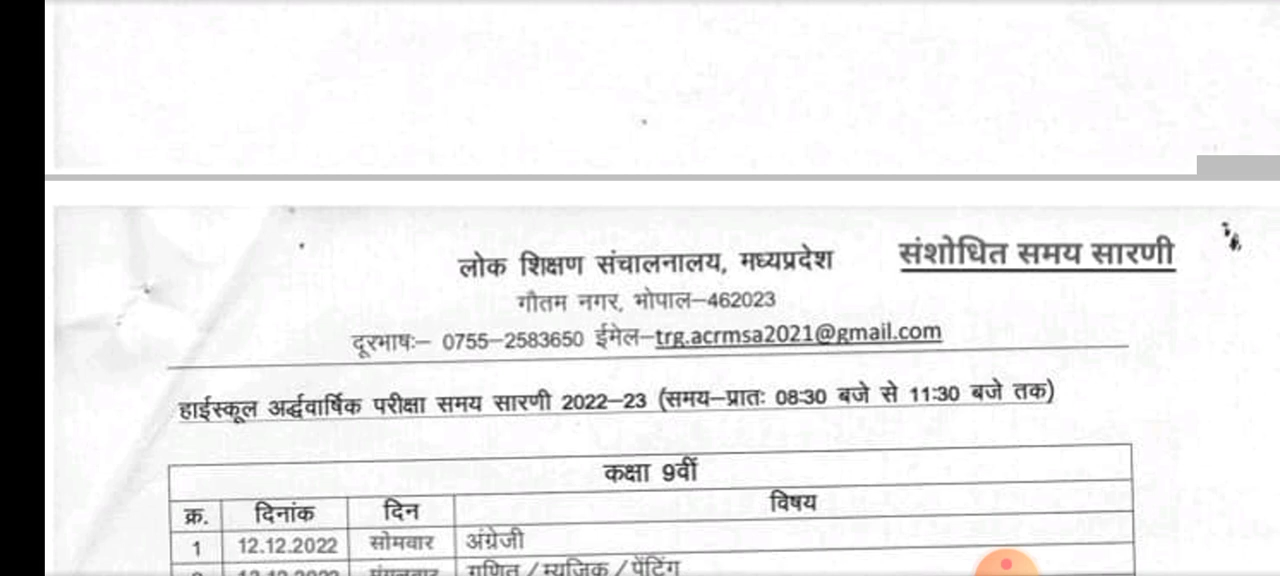 संशोधित समय सारणी
लोक शिक्षण संचालनालय, मध्यप्रदेश
गौतम नगर, भोपाल–462023
दूरभाषः– 0755–2583650 ईमेल–trg.acrmsa2021@gmail.com
हाईस्कूल अर्द्धवार्षिक परीक्षा समय सारणी 2022–23 (समय–प्रातः 08:30 बजे से 11:30 बजे तक)
कक्षा 9वीं
क्र. दिनांक दिन विषय
1 12.12.2022 सोमवार अंग्रेजी
मंगलवार गणित / म्यूजिक / पेंटिंग